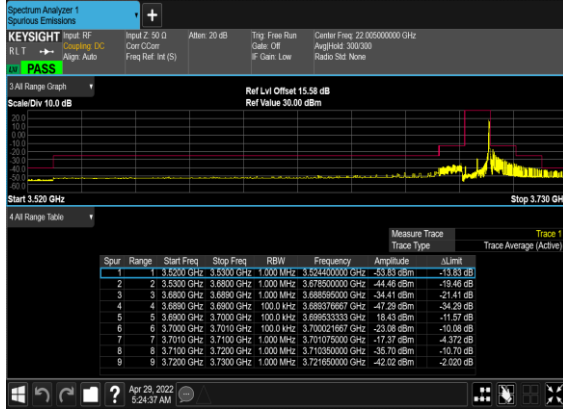 Spectrum Analyzer 1
Spurious Emissions
KEYSIGHT
RLT
Input: RF
Coupling: DC
Align: Auto
Input Z: 50 Ω
Corr CCorr
Freq Ref: Int (S)
Atten: 20 dB
Trig: Free Run
Gate: Off
IF Gain: Low
Center Freq: 22.005000000 GHz
Avg|Hold: 300/300
Radio Std: None
PASS
3 All Range Graph
Scale/Div 10.0 dB
Ref Lvl Offset 15.58 dB
Ref Value 30.00 dBm
20.0
10.0
0.00
-10.0
-20.0
-30.0
-40.0
-50.0
-60.0
Start 3.520 GHz
Stop 3.730 GH
4 All Range Table
Measure Trace Trace 1
Trace Type Trace Average (Active)
Spur Range Start Freq Stop Freq RBW Frequency Amplitude ΔLimit
1 1 3.5200 GHz 3.5300 GHz 1.000 MHz 3.524400000 GHz -53.83 dBm -13.83 dB
2 2 3.5300 GHz 3.6800 GHz 1.000 MHz 3.678500000 GHz -44.46 dBm -19.46 dB
3 3 3.6800 GHz 3.6890 GHz 1.000 MHz 3.688595000 GHz -34.41 dBm -21.41 dB
4 4 3.6890 GHz 3.6900 GHz 100.0 kHz 3.689376667 GHz -47.29 dBm -34.29 dB
5 5 3.6900 GHz 3.7000 GHz 100.0 kHz 3.699533333 GHz 18.43 dBm -11.57 dB
6 6 3.7000 GHz 3.7010 GHz 100.0 kHz 3.700021667 GHz -23.08 dBm -10.08 dB
7 7 3.7010 GHz 3.7100 GHz 1.000 MHz 3.701075000 GHz -17.37 dBm -4.372 dB
8 8 3.7100 GHz 3.7200 GHz 1.000 MHz 3.710350000 GHz -35.70 dBm -10.70 dB
9 9 3.7200 GHz 3.7300 GHz 1.000 MHz 3.721650000 GHz -42.02 dBm -2.020 dB
Apr 29, 2022
5:24:37 AM